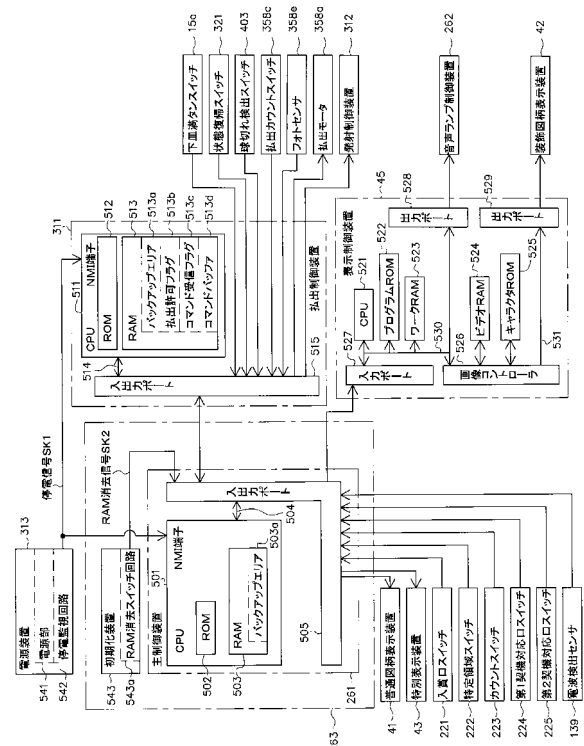 電源装置
313
電源部
541
停電監視回路
542
停電信号SK1
初期化装置
543
RAM消去スイッチ回路
543a
RAM消去信号SK2
63
主制御装置
261
501
CPU
NMI端子
ROM
502
RAM
503
バックアップエリア
503a
504
入出力ポート
505
普通図柄表示装置
41
特別表示装置
43
入賞口スイッチ
221
特定領域スイッチ
222
カウントスイッチ
223
第1契機対応口スイッチ
224
第2契機対応口スイッチ
225
電波検出センサ
139
311
払出制御装置
511
CPU
NMI端子
ROM
512
RAM
513
バックアップエリア
513a
払出許可フラグ
513b
コマンド受信フラグ
513c
コマンドバッファ
513d
514
入出力ポート
515
下皿満タンスイッチ
15a
状態復帰スイッチ
321
球切れ検出スイッチ
403
払出カウントスイッチ
358c
フォトセンサ
358e
払出モータ
358a
発射制御装置
312
表示制御装置
45
入力ポート
527
CPU
521
プログラムROM
522
ワークRAM
523
530
526
画像コントローラ
ビデオRAM
524
キャラクタROM
525
531
出力ポート
528
出力ポート
529
音声ランプ制御装置
262
装飾図柄表示装置
42